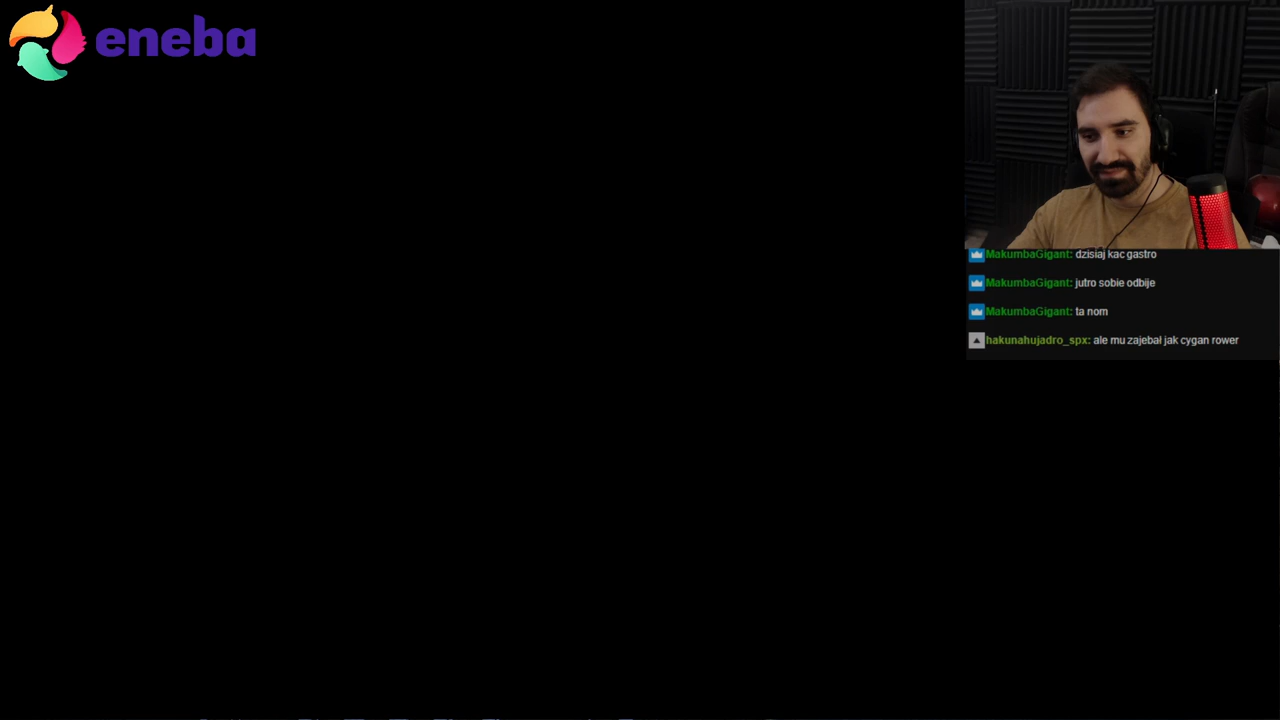 eneba
MakumbaGigant: dzisiaj kac gastro
MakumbaGigant: jutro sobie odbije
MakumbaGigant: ta nom
hakunahujadro_spx: ale mu zajebał jak cygan rower